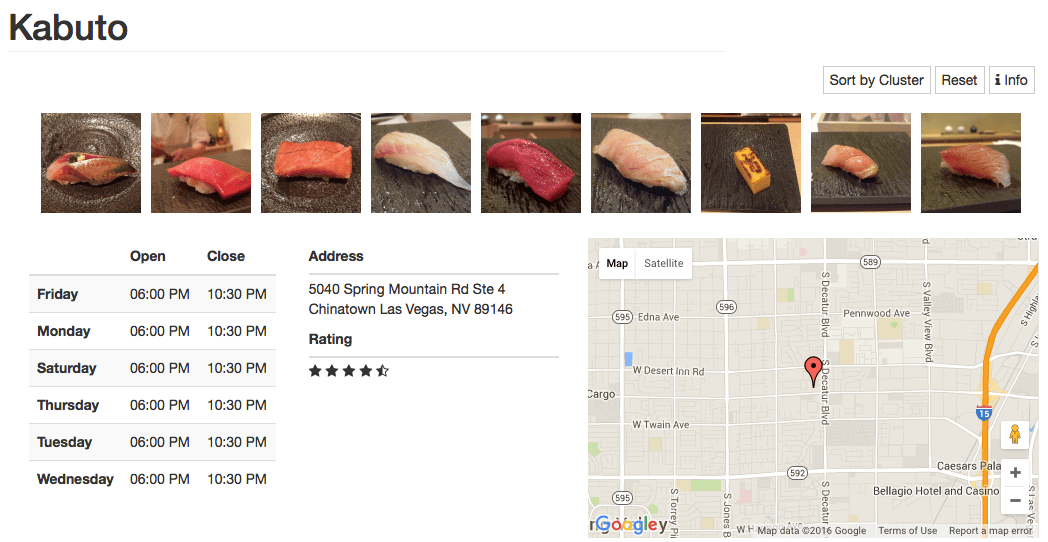 Kabuto
Sort by Cluster
Reset
i Info
Open Close
Friday 06:00 PM 10:30 PM
Monday 06:00 PM 10:30 PM
Saturday 06:00 PM 10:30 PM
Thursday 06:00 PM 10:30 PM
Tuesday 06:00 PM 10:30 PM
Wednesday 06:00 PM 10:30 PM
Address
5040 Spring Mountain Rd Ste 4
Chinatown Las Vegas, NV 89146
Rating
Map
Satellite
589
S Decatur Blvd
S Valley View Blvd
596
595
Edna Ave
Pennwood Ave
W Desert Inn Rd
S Decatur Blvd
Cargo
15
W Twain Ave
592
Caesars Pala
Bellagio Hotel and Casino
595
S Torrey Pi
S Jones
S Decatur
S Las Ve
Google
W H
Map data ©2016 Google
Terms of Use
Report a map error